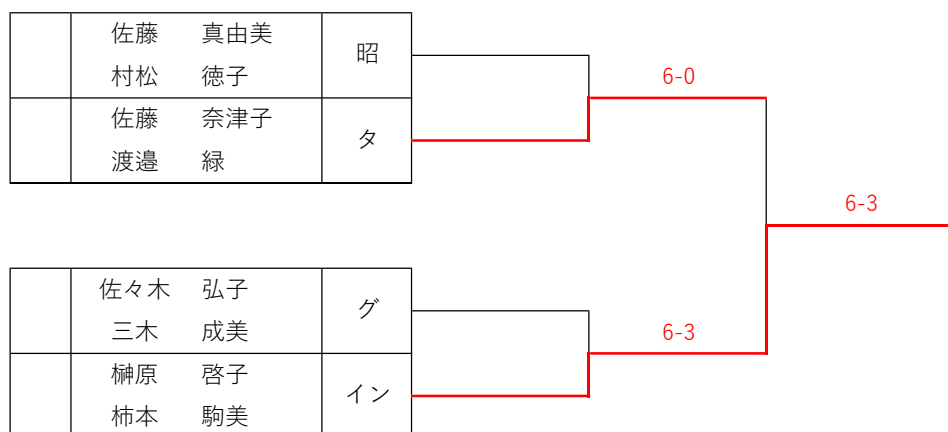 佐藤 真由美
昭
村松 徳子
6-0
佐藤 奈津子
タ
渡邉 緑
6-3
佐々木 弘子
グ
三木 成美
6-3
榊原 啓子
イン
柿本 駒美